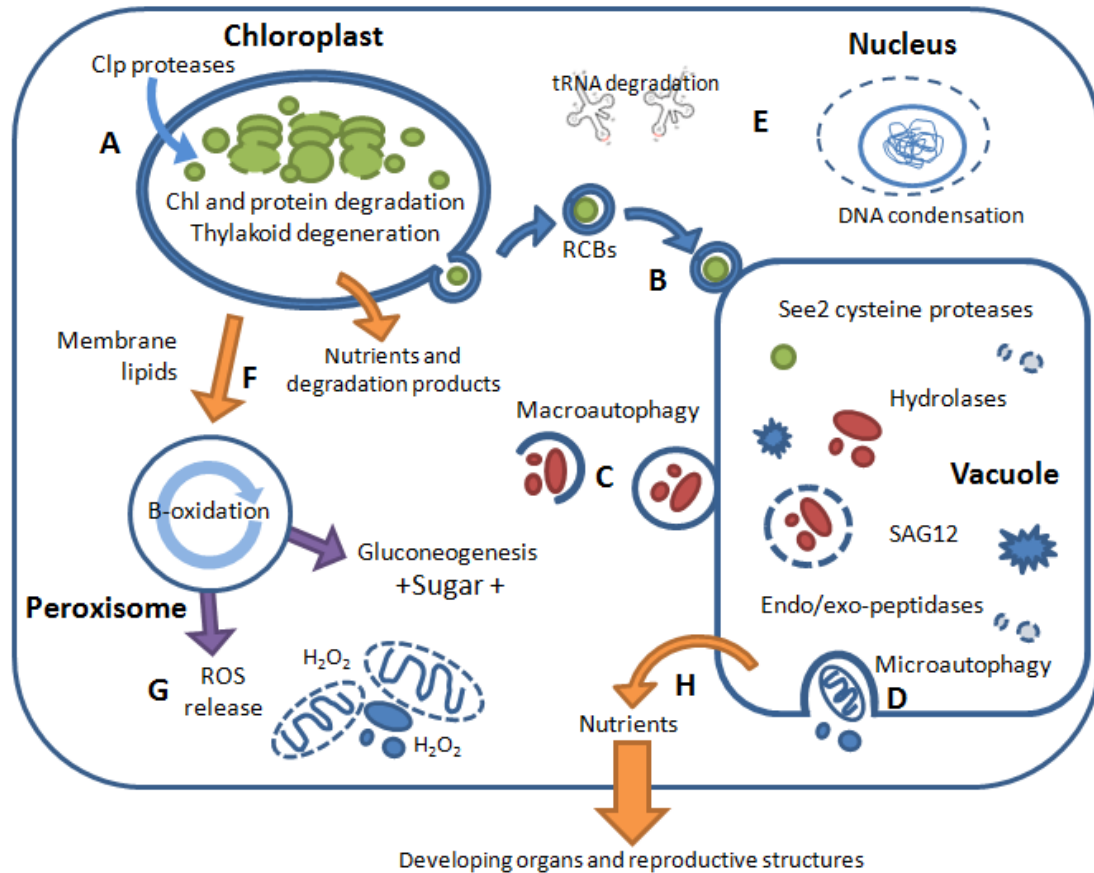 Chloroplast
Clp proteases
A
Chl and protein degradation
Thylakoid degeneration
tRNA degradation
E
Nucleus
DNA condensation
RCBs
B
Membrane
lipids
F
Nutrients and
degradation products
Macroautophagy
C
See2 cysteine proteases
Hydrolases
Vacuole
SAG12
Endo/exo-peptidases
Microautophagy
D
B-oxidation
Peroxisome
Gluconeogenesis
+Sugar +
G
ROS
release
H₂O₂
H₂O₂
H
Nutrients
Developing organs and reproductive structures